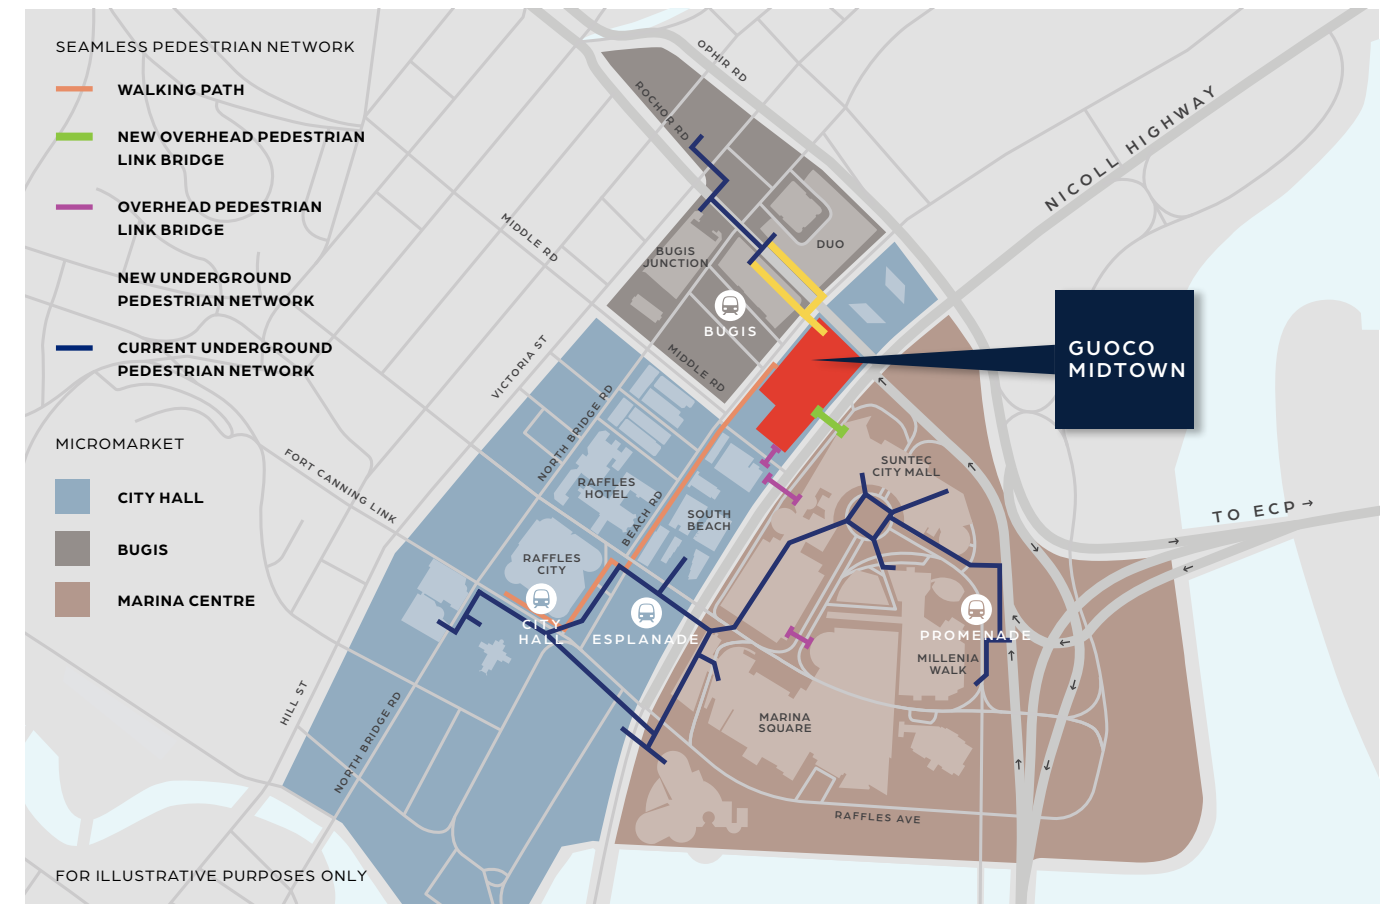 SEAMLESS PEDESTRIAN NETWORK
WALKING PATH
NEW OVERHEAD PEDESTRIAN
LINK BRIDGE
OVERHEAD PEDESTRIAN
LINK BRIDGE
NEW UNDERGROUND
PEDESTRIAN NETWORK
CURRENT UNDERGROUND
PEDESTRIAN NETWORK
MICROMARKET
CITY HALL
BUGIS
MARINA CENTRE
FOR ILLUSTRATIVE PURPOSES ONLY
OPHIR RD
ROCHOR RD
NICOLL HIGHWAY
MIDDLE RD
BUGIS
JUNCTION
DUO
BUGIS
GUOCO
MIDTOWN
VICTORIA ST
MIDDLE RD
NORTH BRIDGE RD
FORT CANNING LINK
RAFFLES
HOTEL
BEACH RD
SOUTH
BEACH
SUNTEC
CITY MALL
TO ECP →
RAFFLES
CITY
CITY
HALL
ESPLANADE
PROMENADE
MILLENIA
WALK
MARINA
SQUARE
HILL ST
NORTH BRIDGE RD
RAFFLES AVE